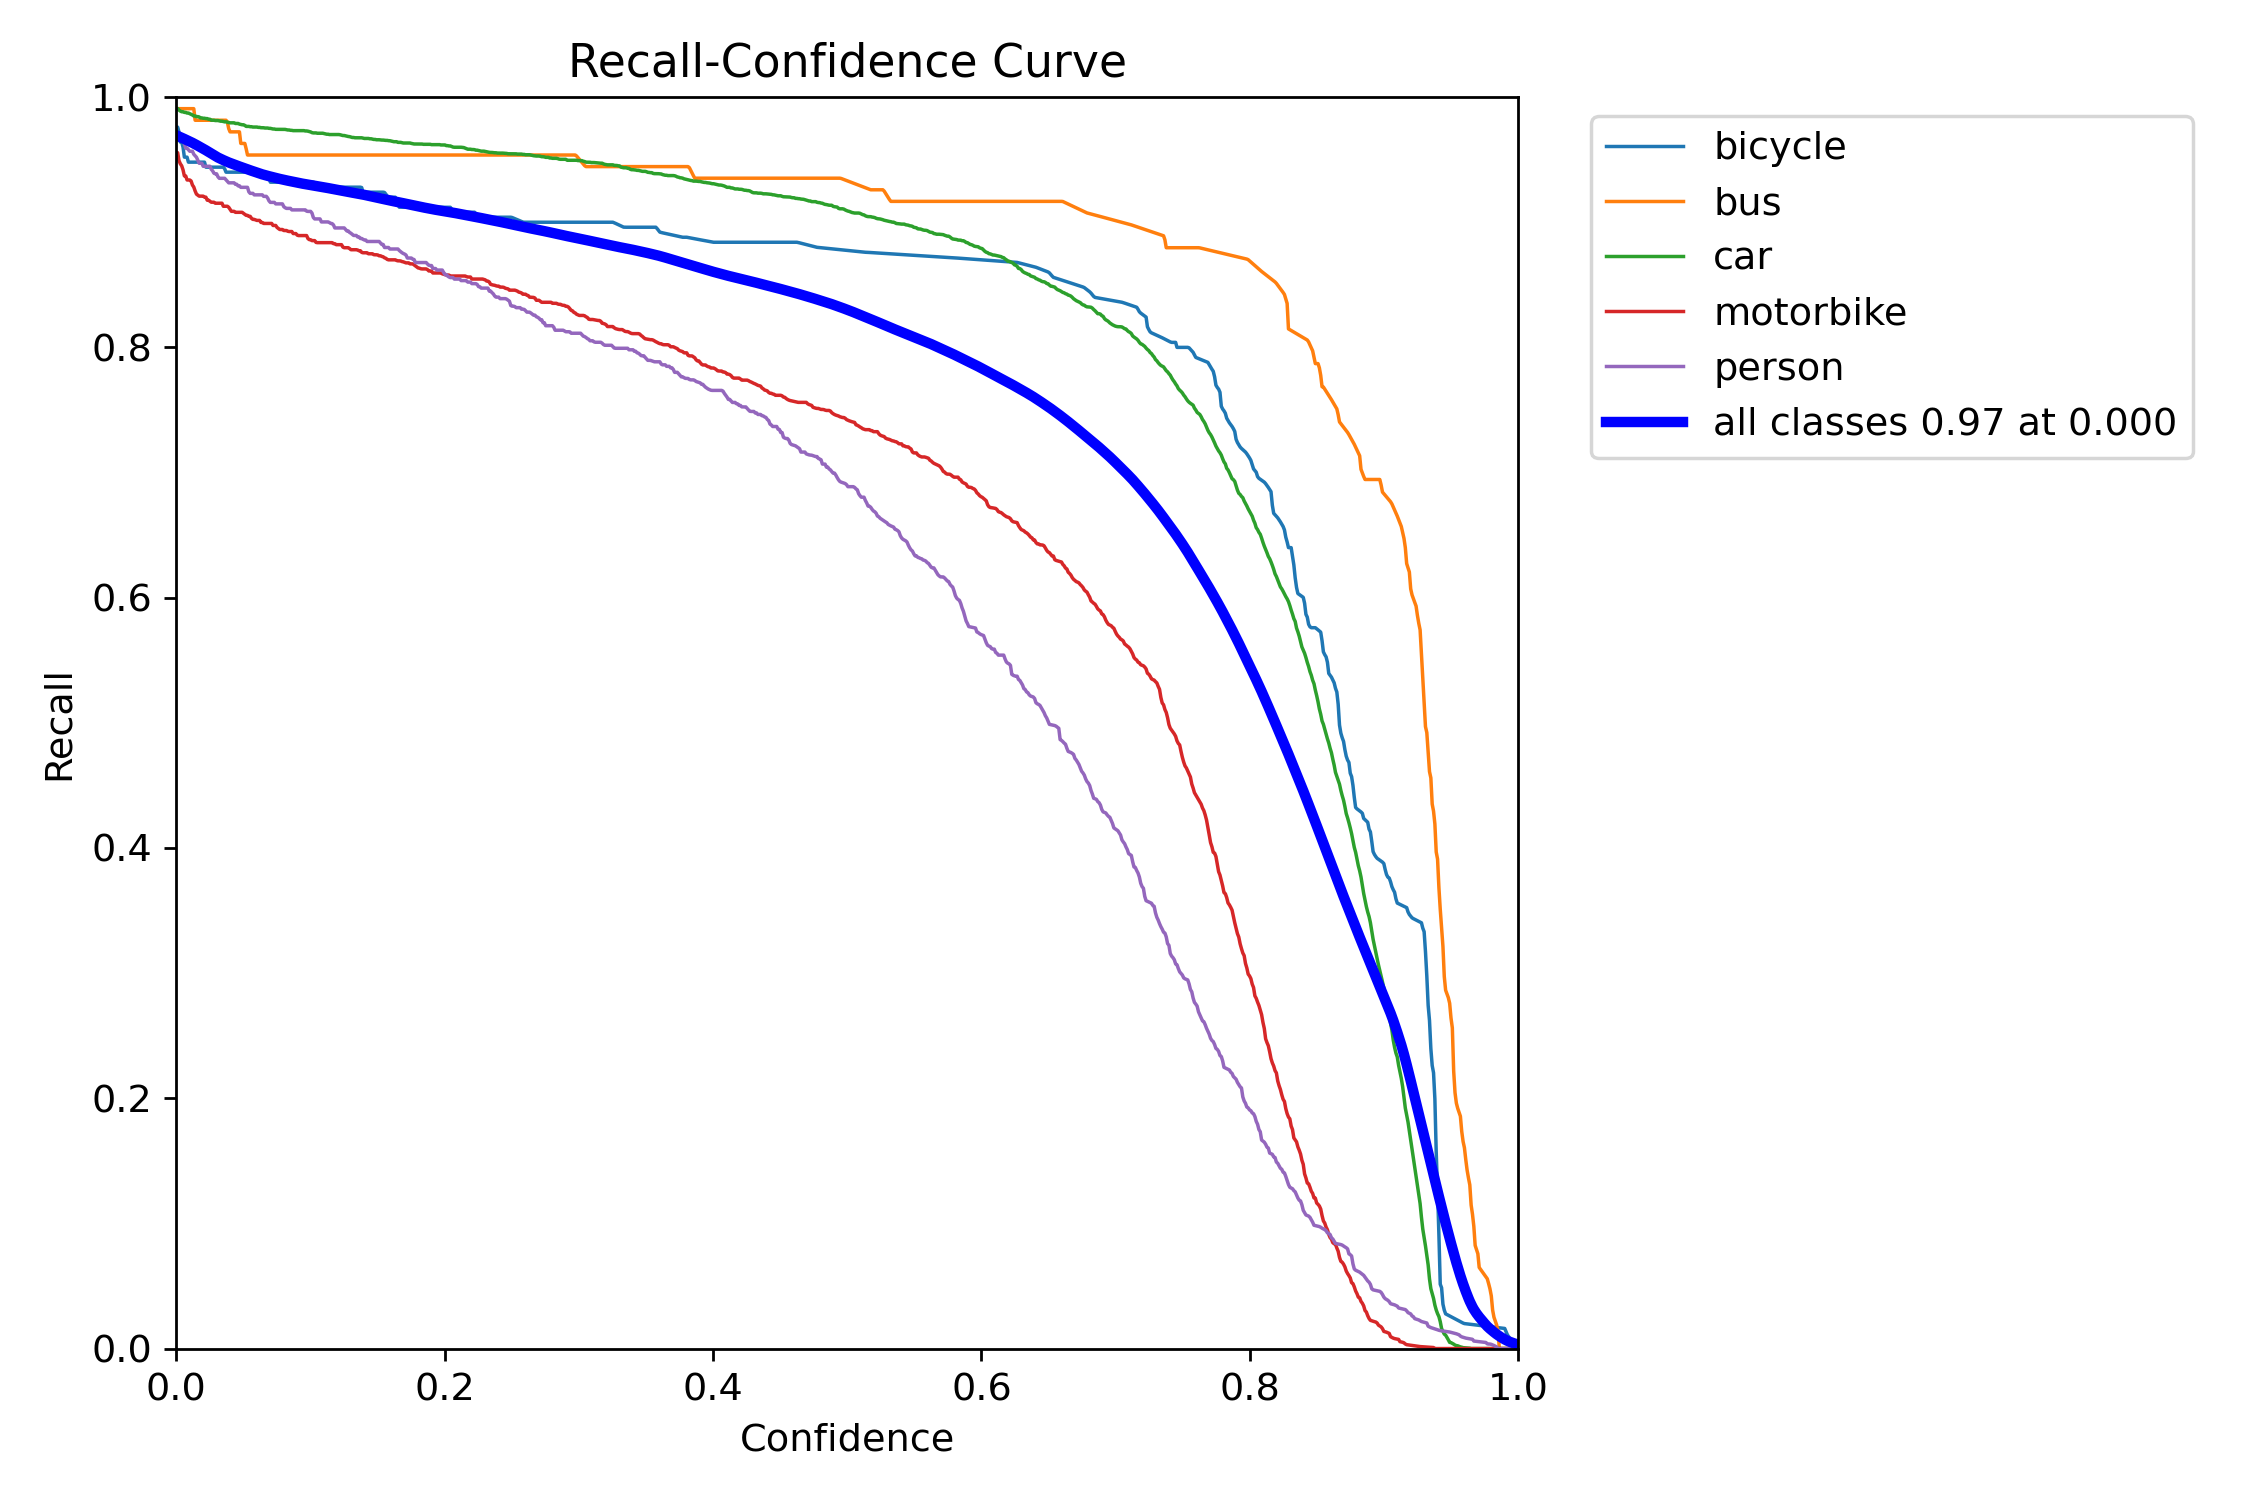 Recall-Confidence Curve
1.0
0.8
0.6
0.4
0.2
0.0
Recall
0.0 0.2 0.4 0.6 0.8 1.0
Confidence
bicycle
bus
car
motorbike
person
all classes 0.97 at 0.000